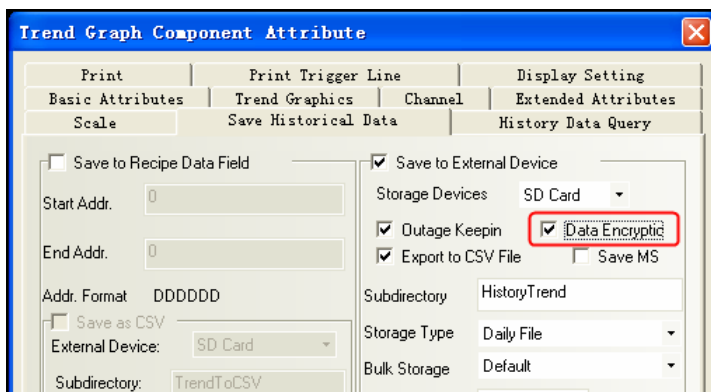 Trend Graph Component Attribute
Print Print Trigger Line Display Setting
Basic Attributes Trend Graphics Channel Extended Attributes
Scale Save Historical Data History Data Query
Save to Recipe Data Field
Start Addr. 0
End Addr. 0
Addr. Format DDDDDD
Save as CSV
External Device: SD Card
Subdirectory: TrendToCSV
Save to External Device
Storage Devices SD Card
Outage Keepin Data Encryptic
Export to CSV File Save MS
Subdirectory HistoryTrend
Storage Type Daily File
Bulk Storage Default